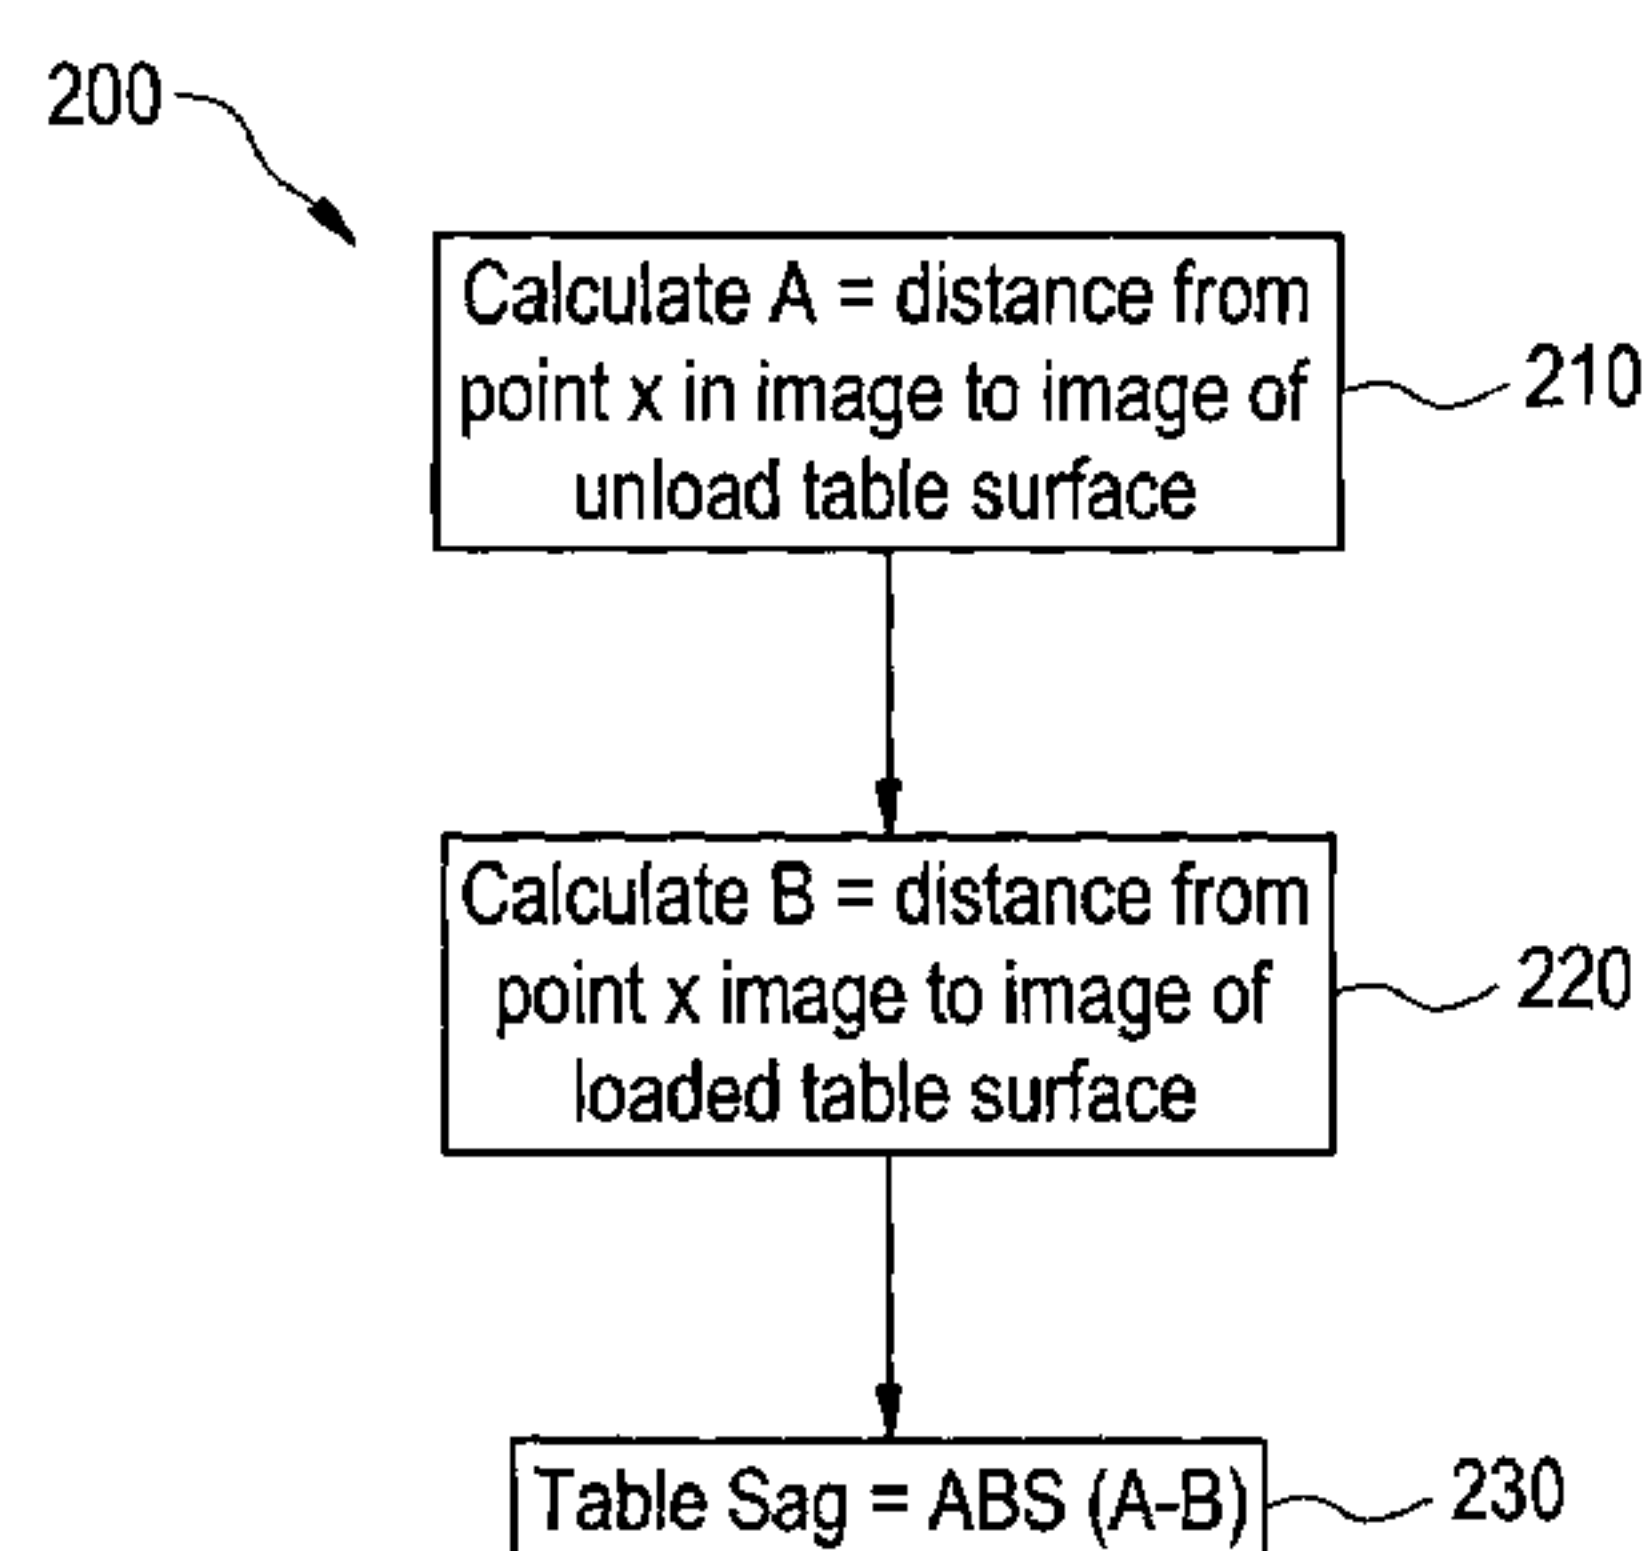 200
Calculate A = distance from
point x in image to image of
unload table surface
210
Calculate B = distance from
point x image to image of
loaded table surface
220
Table Sag = ABS (A-B)
230